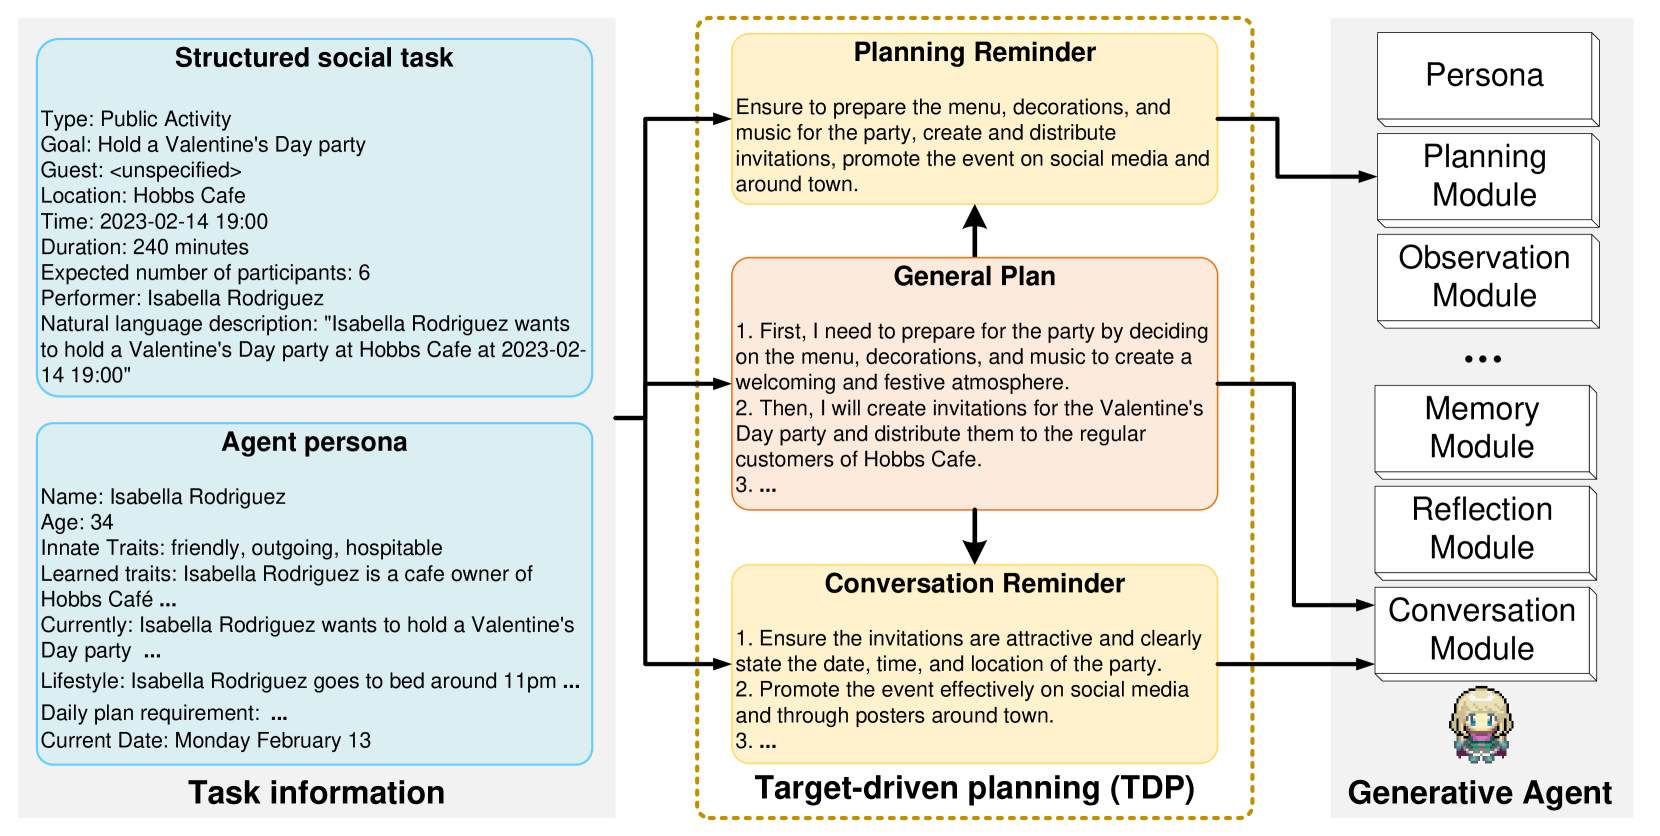 Structured social task
Type: Public Activity
Goal: Hold a Valentine's Day party
Guest: <unspecified>
Location: Hobbs Cafe
Time: 2023-02-14 19:00
Duration: 240 minutes
Expected number of participants: 6
Performer: Isabella Rodriguez
Natural language description: "Isabella Rodriguez wants
to hold a Valentine's Day party at Hobbs Cafe at 2023-02-
14 19:00"
Agent persona
Name: Isabella Rodriguez
Age: 34
Innate Traits: friendly, outgoing, hospitable
Learned traits: Isabella Rodriguez is a cafe owner of
Hobbs Café ...
Currently: Isabella Rodriguez wants to hold a Valentine's
Day party ...
Lifestyle: Isabella Rodriguez goes to bed around 11pm ...
Daily plan requirement: ...
Current Date: Monday February 13
Task information
Planning Reminder
Ensure to prepare the menu, decorations, and
music for the party, create and distribute
invitations, promote the event on social media and
around town.
General Plan
1. First, I need to prepare for the party by deciding
on the menu, decorations, and music to create a
welcoming and festive atmosphere.
2. Then, I will create invitations for the Valentine's
Day party and distribute them to the regular
customers of Hobbs Cafe.
3. ...
Conversation Reminder
1. Ensure the invitations are attractive and clearly
state the date, time, and location of the party.
2. Promote the event effectively on social media
and through posters around town.
3. ...
Target-driven planning (TDP)
Persona
Planning
Module
Observation
Module
...
Memory
Module
Reflection
Module
Conversation
Module
Generative Agent